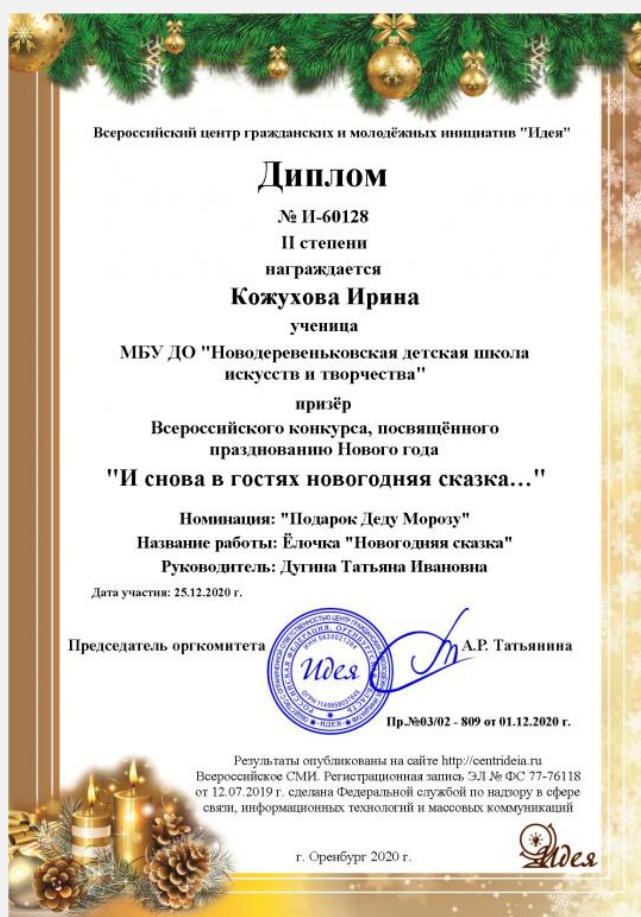 Всероссийский центр гражданских и молодёжных инициатив "Идея"
Диплом
№ И-60128
II степени
награждается
Кожухова Ирина
ученица
МБУ ДО "Новодеревеньковская детская школа
искусств и творчества"
призёр
Всероссийского конкурса, посвящённого
празднованию Нового года
"И снова в гостях новогодняя сказка…"
Номинация: "Подарок Деду Морозу"
Название работы: Ёлочка "Новогодняя сказка"
Руководитель: Дугина Татьяна Ивановна
Дата участия: 25.12.2020 г.
Председатель оргкомитета
Идея
А.Р. Татьянина
Пр.№03/02 - 809 от 01.12.2020 г.
Результаты опубликованы на сайте http://centrideia.ru
Всероссийское СМИ. Регистрационная запись ЭЛ № ФС 77-76118
от 12.07.2019 г. сделана Федеральной службой по надзору в сфере
связи, информационных технологий и массовых коммуникаций
г. Оренбург 2020 г.
Идея